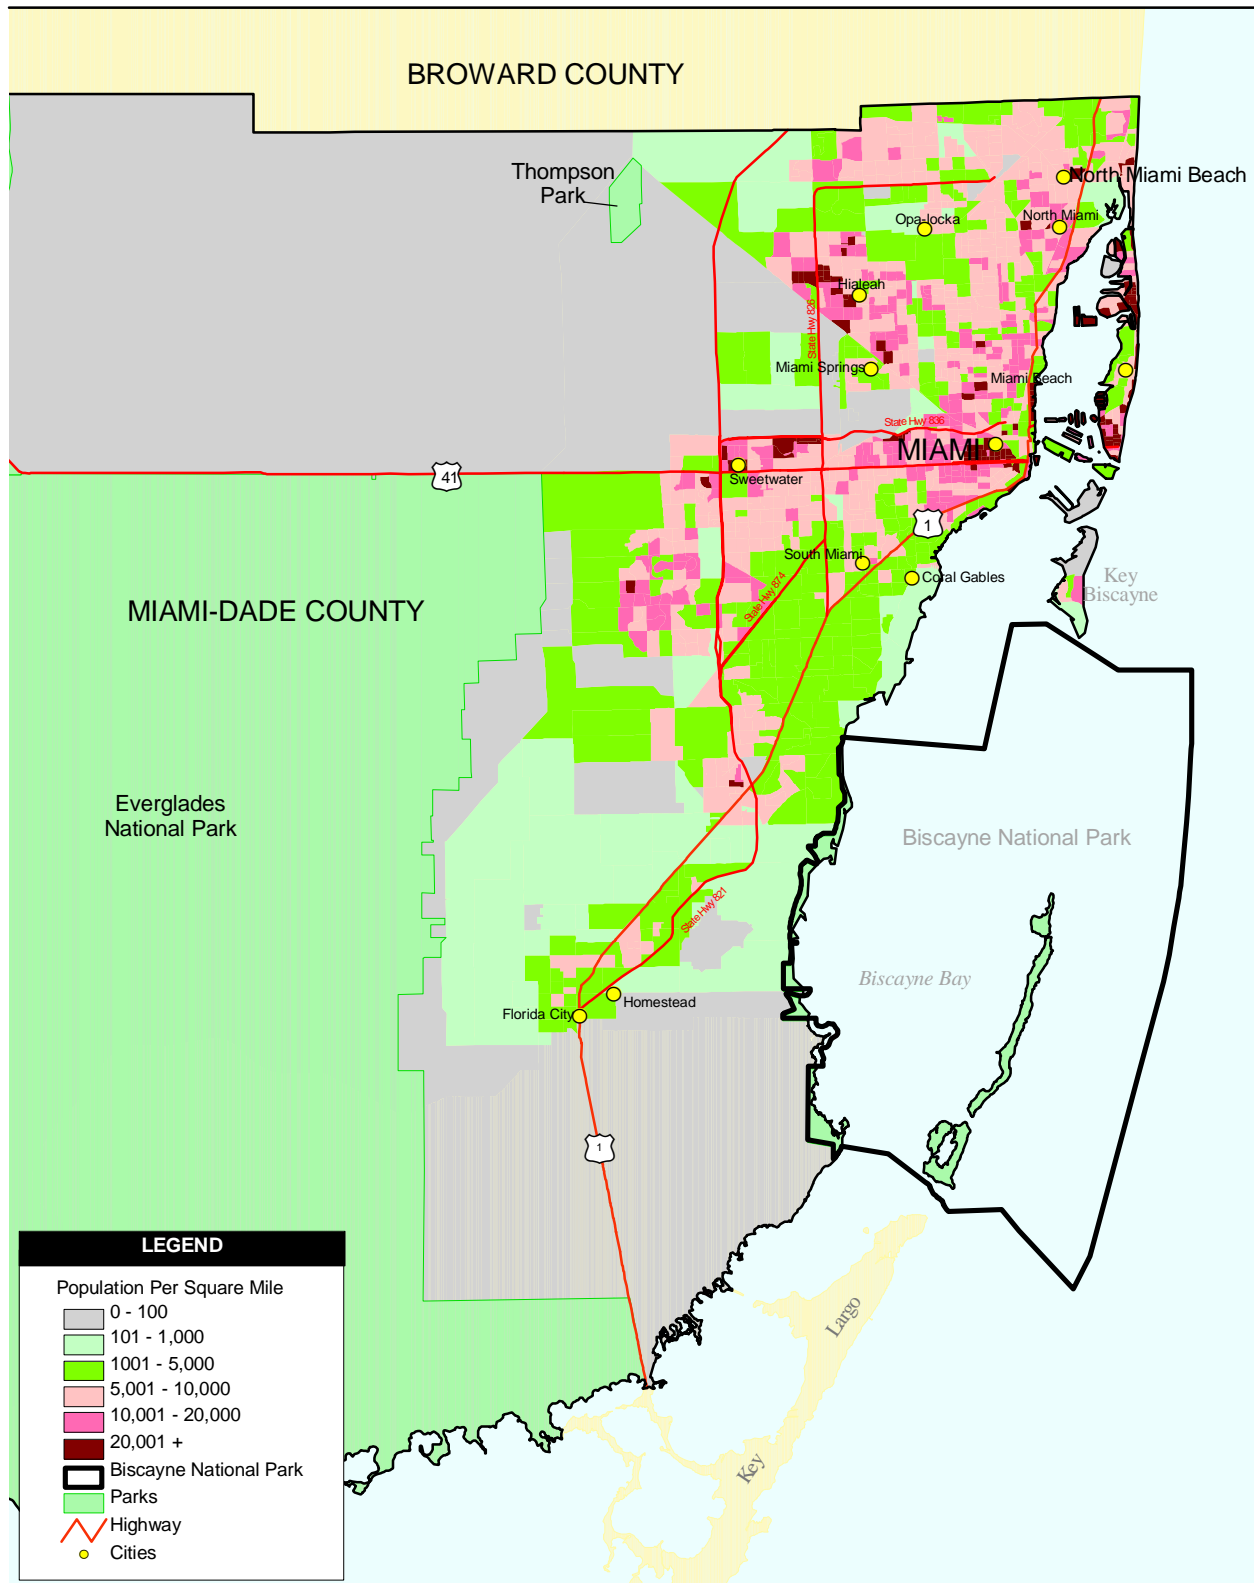 BROWARD COUNTY
Thompson
Park
North Miami Beach
Opa-locka
North Miami
Hialeah
State Hwy 826
Miami Springs
Miami Beach
State Hwy 836
MIAMI
41
Sweetwater
1
South Miami
Coral Gables
Key
Biscayne
State Hwy 874
MIAMI-DADE COUNTY
Everglades
National Park
Biscayne National Park
State Hwy 821
Biscayne Bay
Homestead
Florida City
1
LEGEND
Population Per Square Mile
0 - 100
101 - 1,000
1001 - 5,000
5,001 - 10,000
10,001 - 20,000
20,001 +
Biscayne National Park
Parks
Highway
Cities
Largo
Key